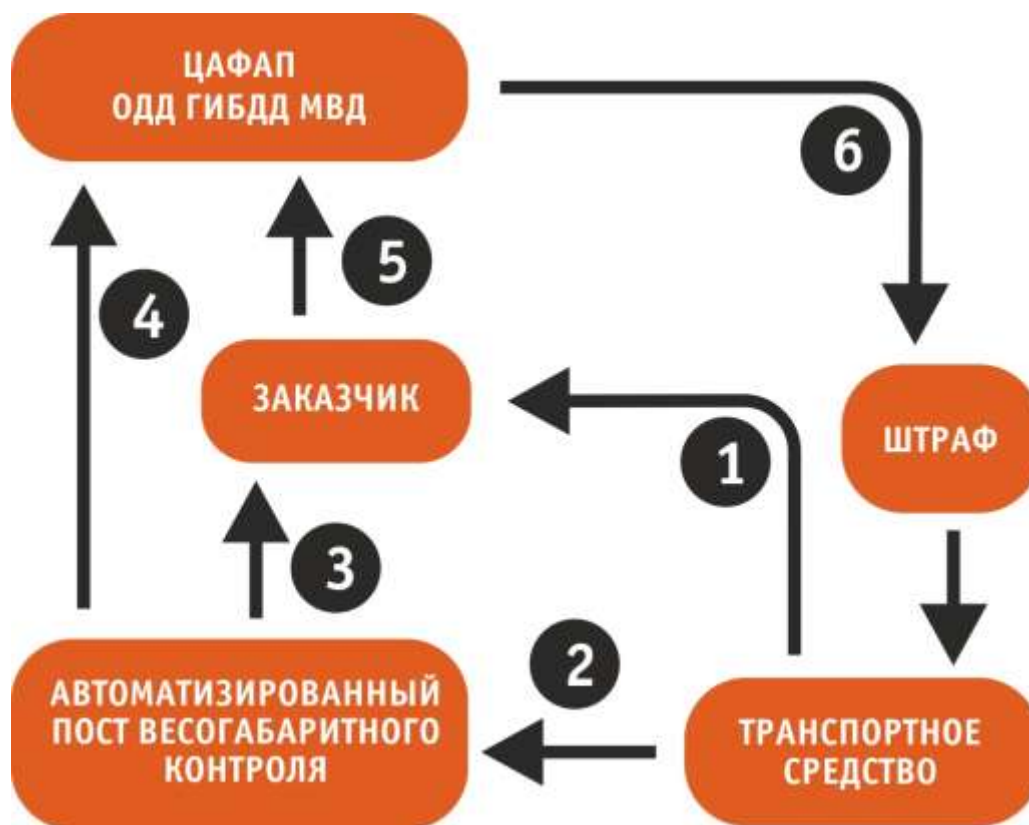 ЦАФАП
ОДД ГИБДД МВД
6
5
4
ЗАКАЗЧИК
1
ШТРАФ
3
2
АВТОМАТИЗИРОВАННЫЙ
ПОСТ ВЕСОГАБАРИТНОГО
КОНТРОЛЯ
ТРАНСПОРТНОЕ
СРЕДСТВО